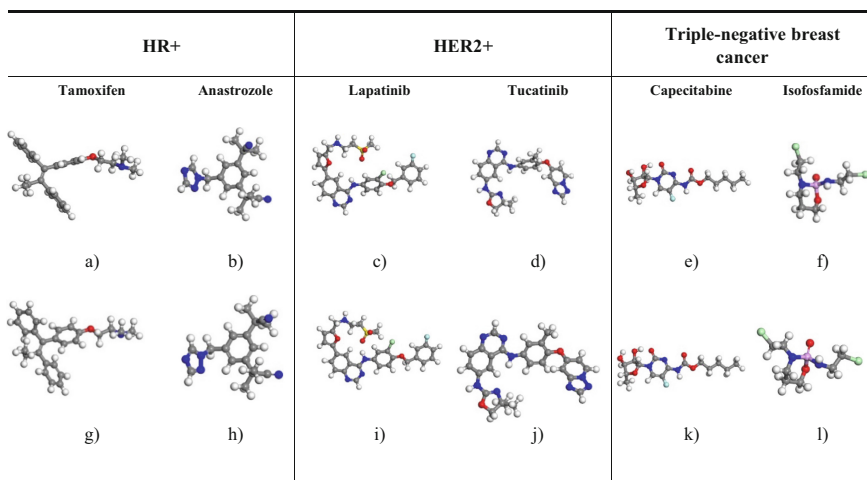 HR+
HER2+
Triple-negative breast
cancer
Tamoxifen
Anastrozole
Lapatinib
Tucatinib
Capecitabine
Isofosfamide
a)
b)
c)
d)
e)
f)
g)
h)
i)
j)
k)
l)